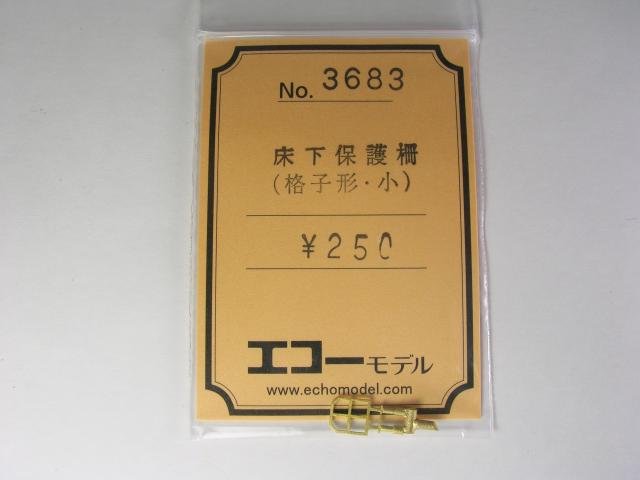 No. 3683
床下保護柵
(格子形・小)
¥250
エコーモデル
www.echomodel.com